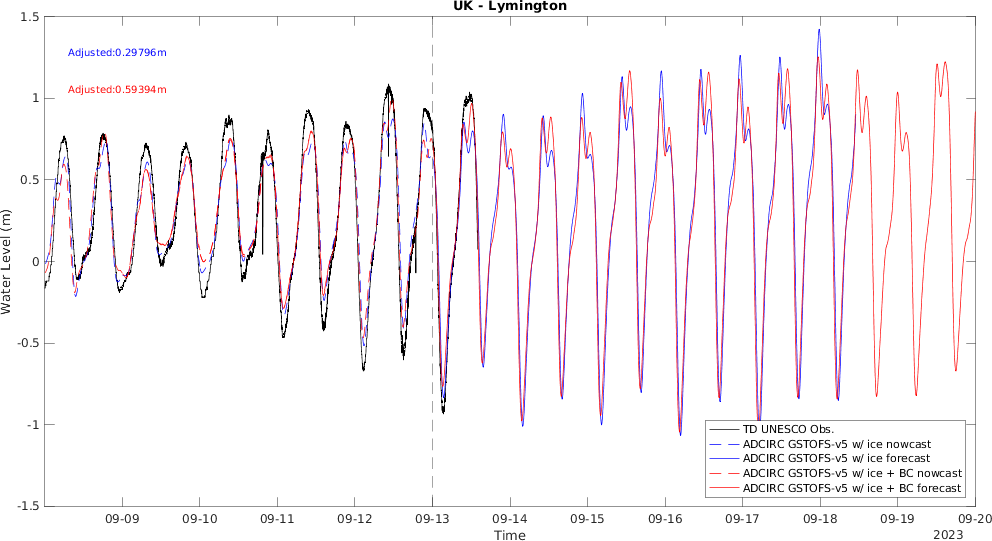 UK - Lymington
1.5
1
0.5
0
-0.5
-1
-1.5
Water Level (m)
Adjusted:0.29796m
Adjusted:0.59394m
TD UNESCO Obs.
ADCIRC GSTOFS-v5 w/ ice nowcast
ADCIRC GSTOFS-v5 w/ ice forecast
ADCIRC GSTOFS-v5 w/ ice + BC nowcast
ADCIRC GSTOFS-v5 w/ ice + BC forecast
09-09 09-10 09-11 09-12 09-13 09-14 09-15 09-16 09-17 09-18 09-19 09-20
Time
2023